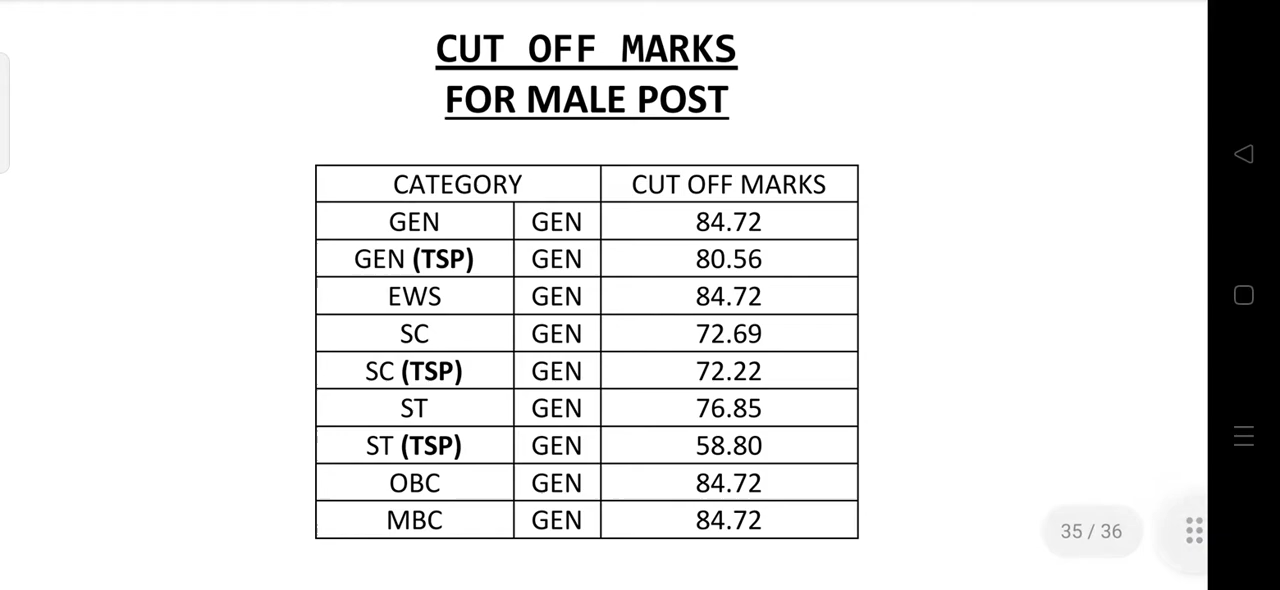 CUT OFF MARKS
FOR MALE POST
CATEGORY CUT OFF MARKS
GEN GEN 84.72
GEN (TSP) GEN 80.56
EWS GEN 84.72
SC GEN 72.69
SC (TSP) GEN 72.22
ST GEN 76.85
ST (TSP) GEN 58.80
OBC GEN 84.72
MBC GEN 84.72
35 / 36